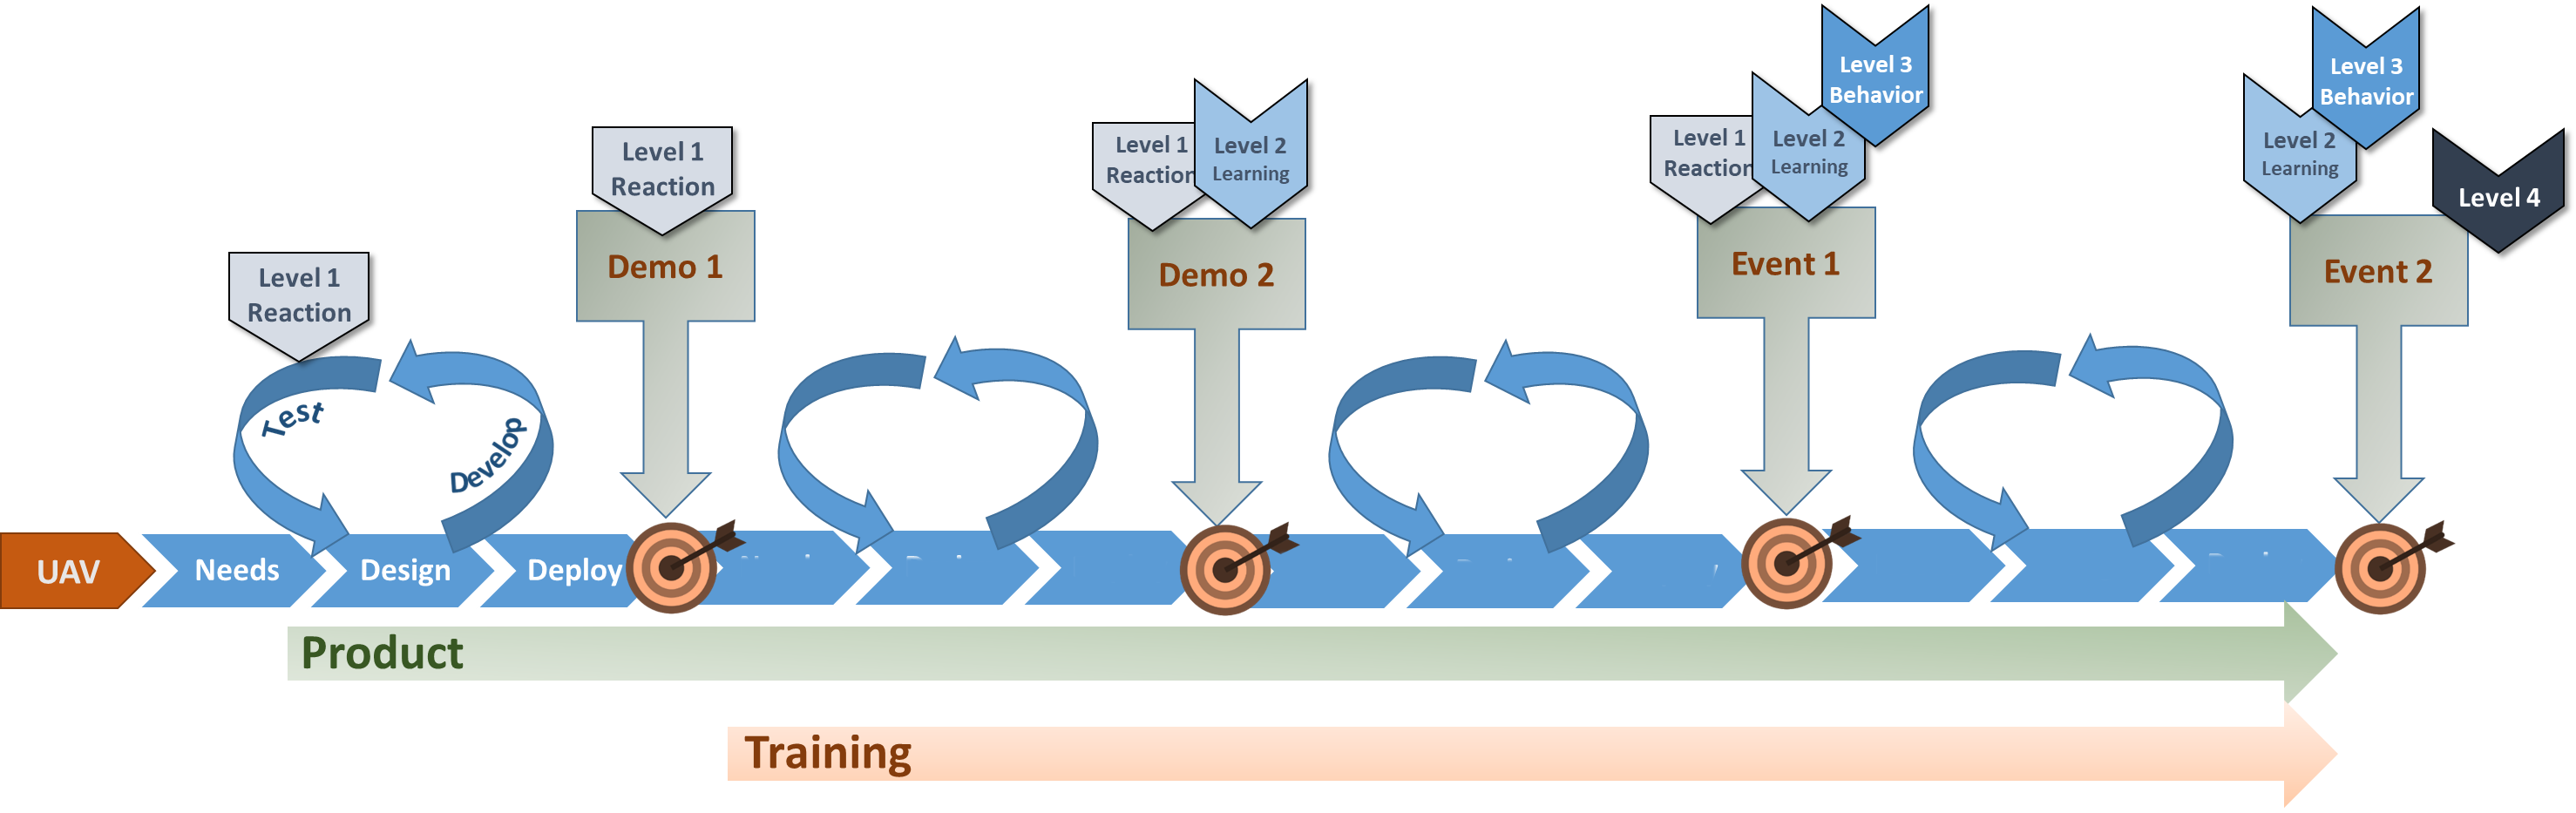 Level 3
Behavior
Level 3
Behavior
Level 1
Reaction
Level 1
Reaction
Level 2
Learning
Level 1
Reaction
Level 2
Learning
Level 2
Learning
Level 4
Demo 1
Demo 2
Event 1
Event 2
Level 1
Reaction
Test
Develop
UAV
Needs
Design
Deploy
Product
Training